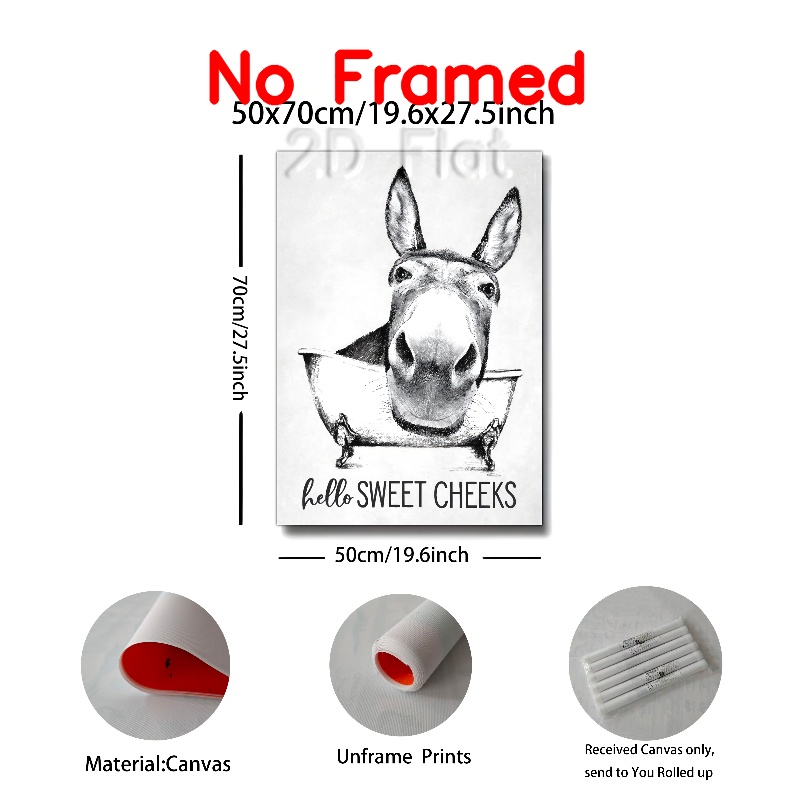 No Framed
50x70cm/19.6x27.5inch
2D Flat
70cm/27.5inch
hello SWEET CHEEKS
50cm/19.6inch
Material:Canvas
Unframe Prints
Received Canvas only,
send to You Rolled up